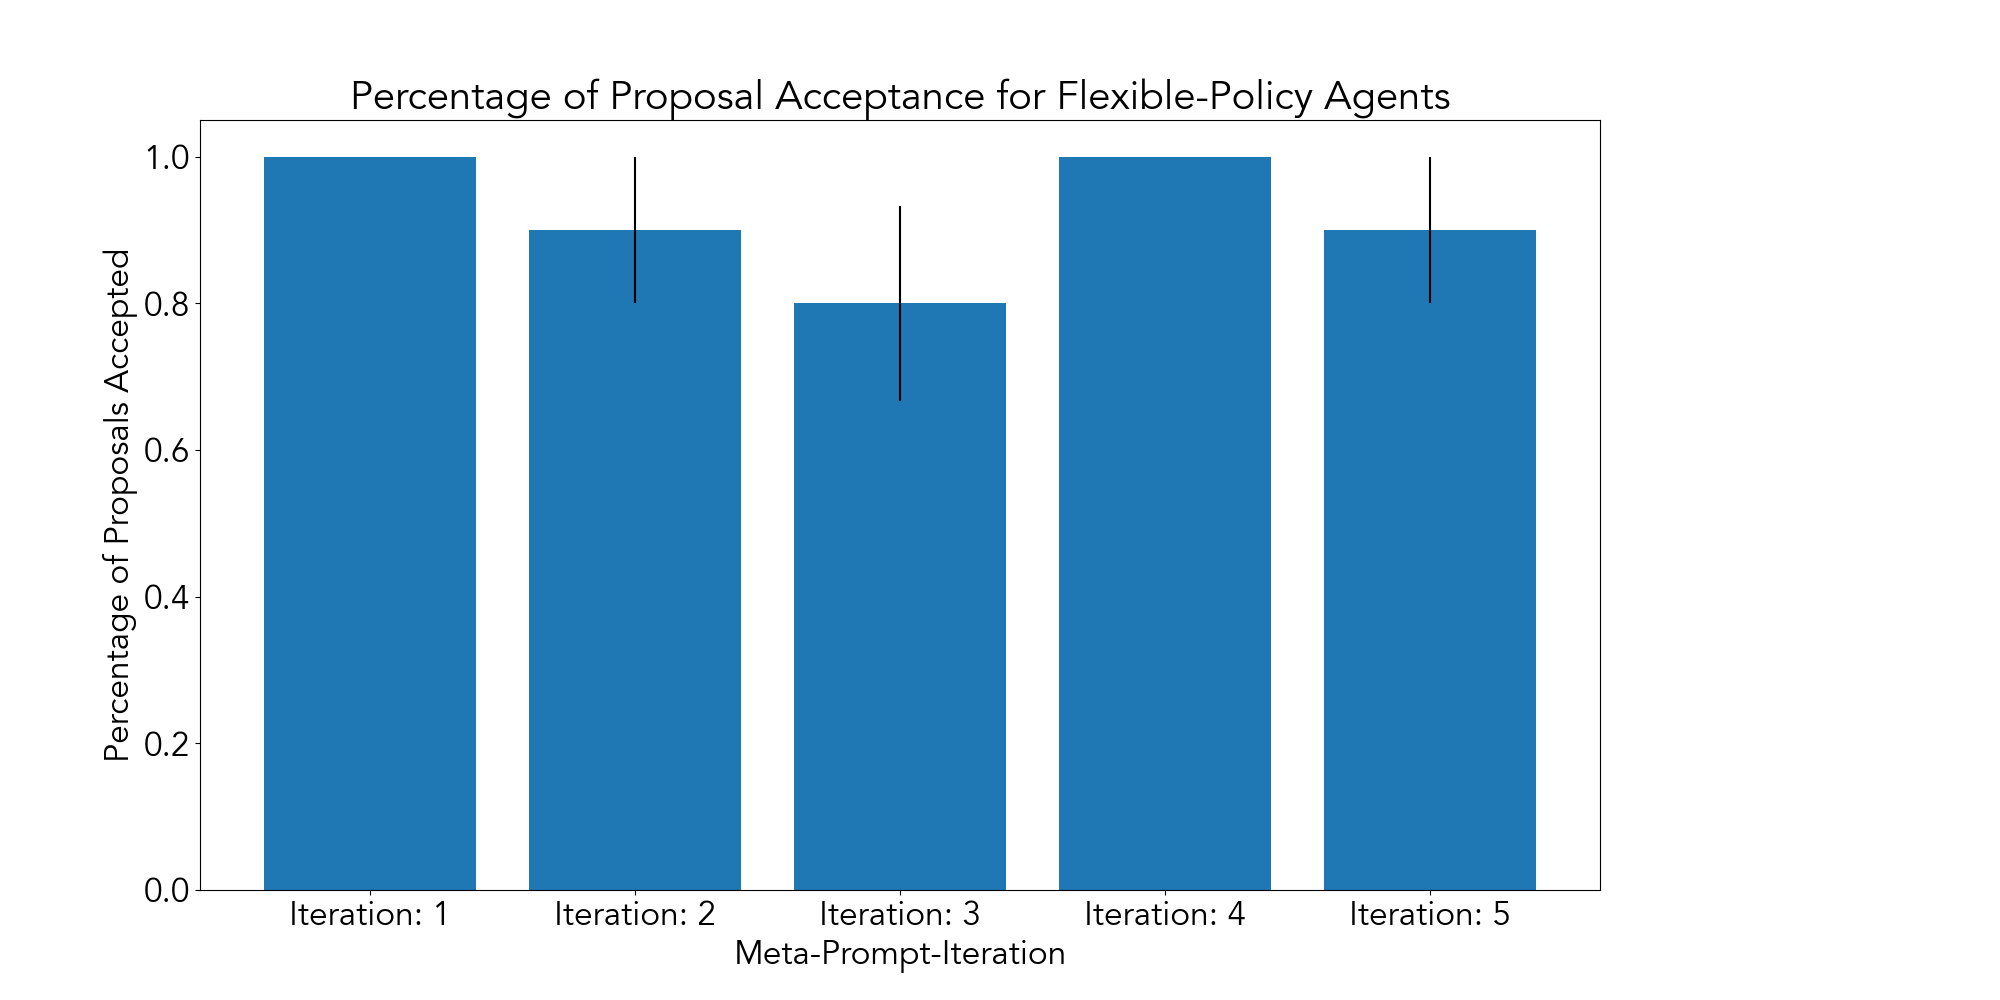 Percentage of Proposal Acceptance for Flexible-Policy Agents
Percentage of Proposals Accepted
1.0
0.8
0.6
0.4
0.2
0.0
Iteration: 1 Iteration: 2 Iteration: 3 Iteration: 4 Iteration: 5
Meta-Prompt-Iteration